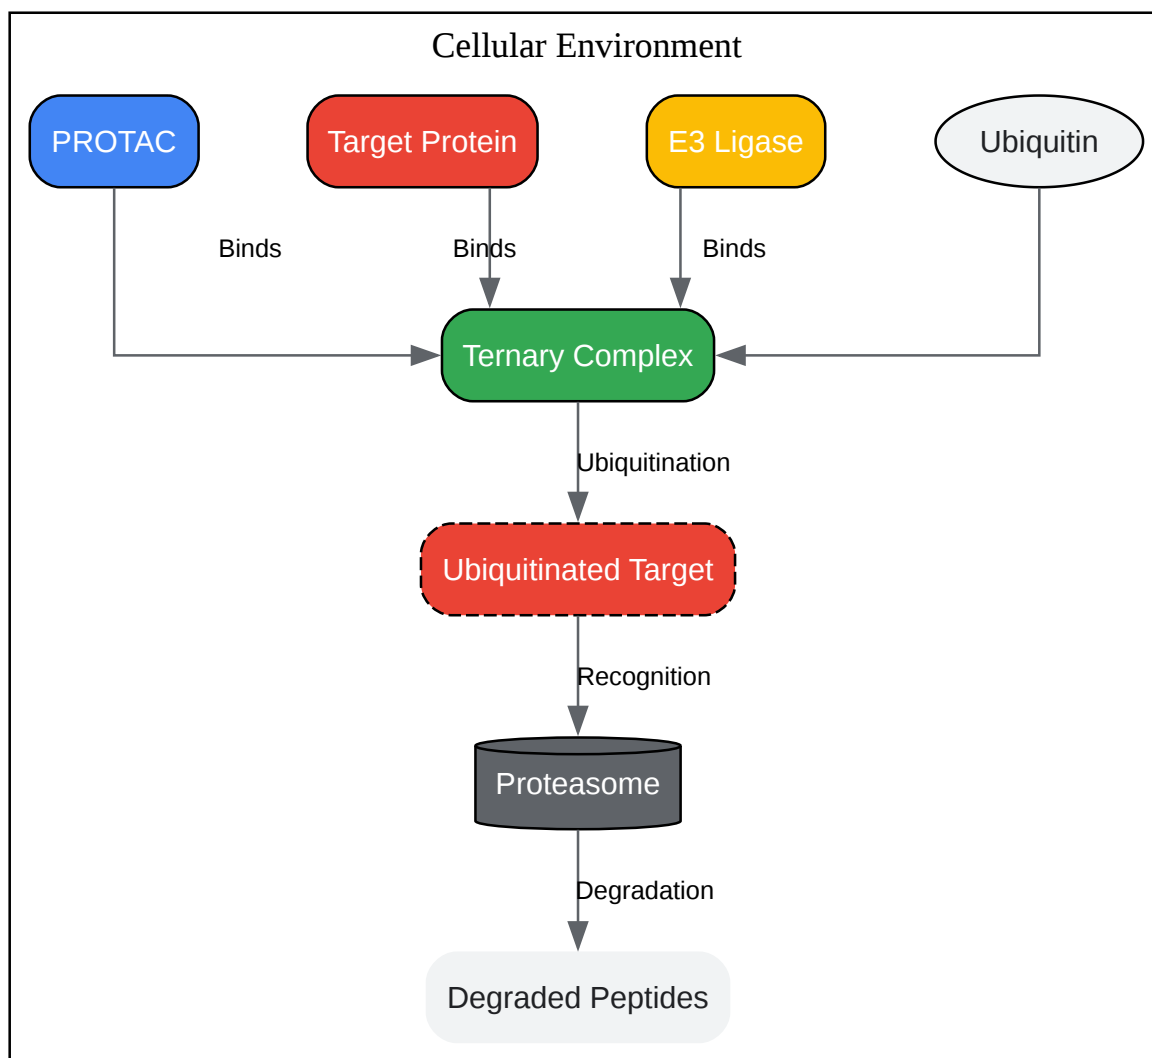 Cellular Environment
PROTAC
Target Protein
E3 Ligase
Ubiquitin
Binds
Binds
Binds
Ternary Complex
Ubiquitination
Ubiquitinated Target
Recognition
Proteasome
Degradation
Degraded Peptides